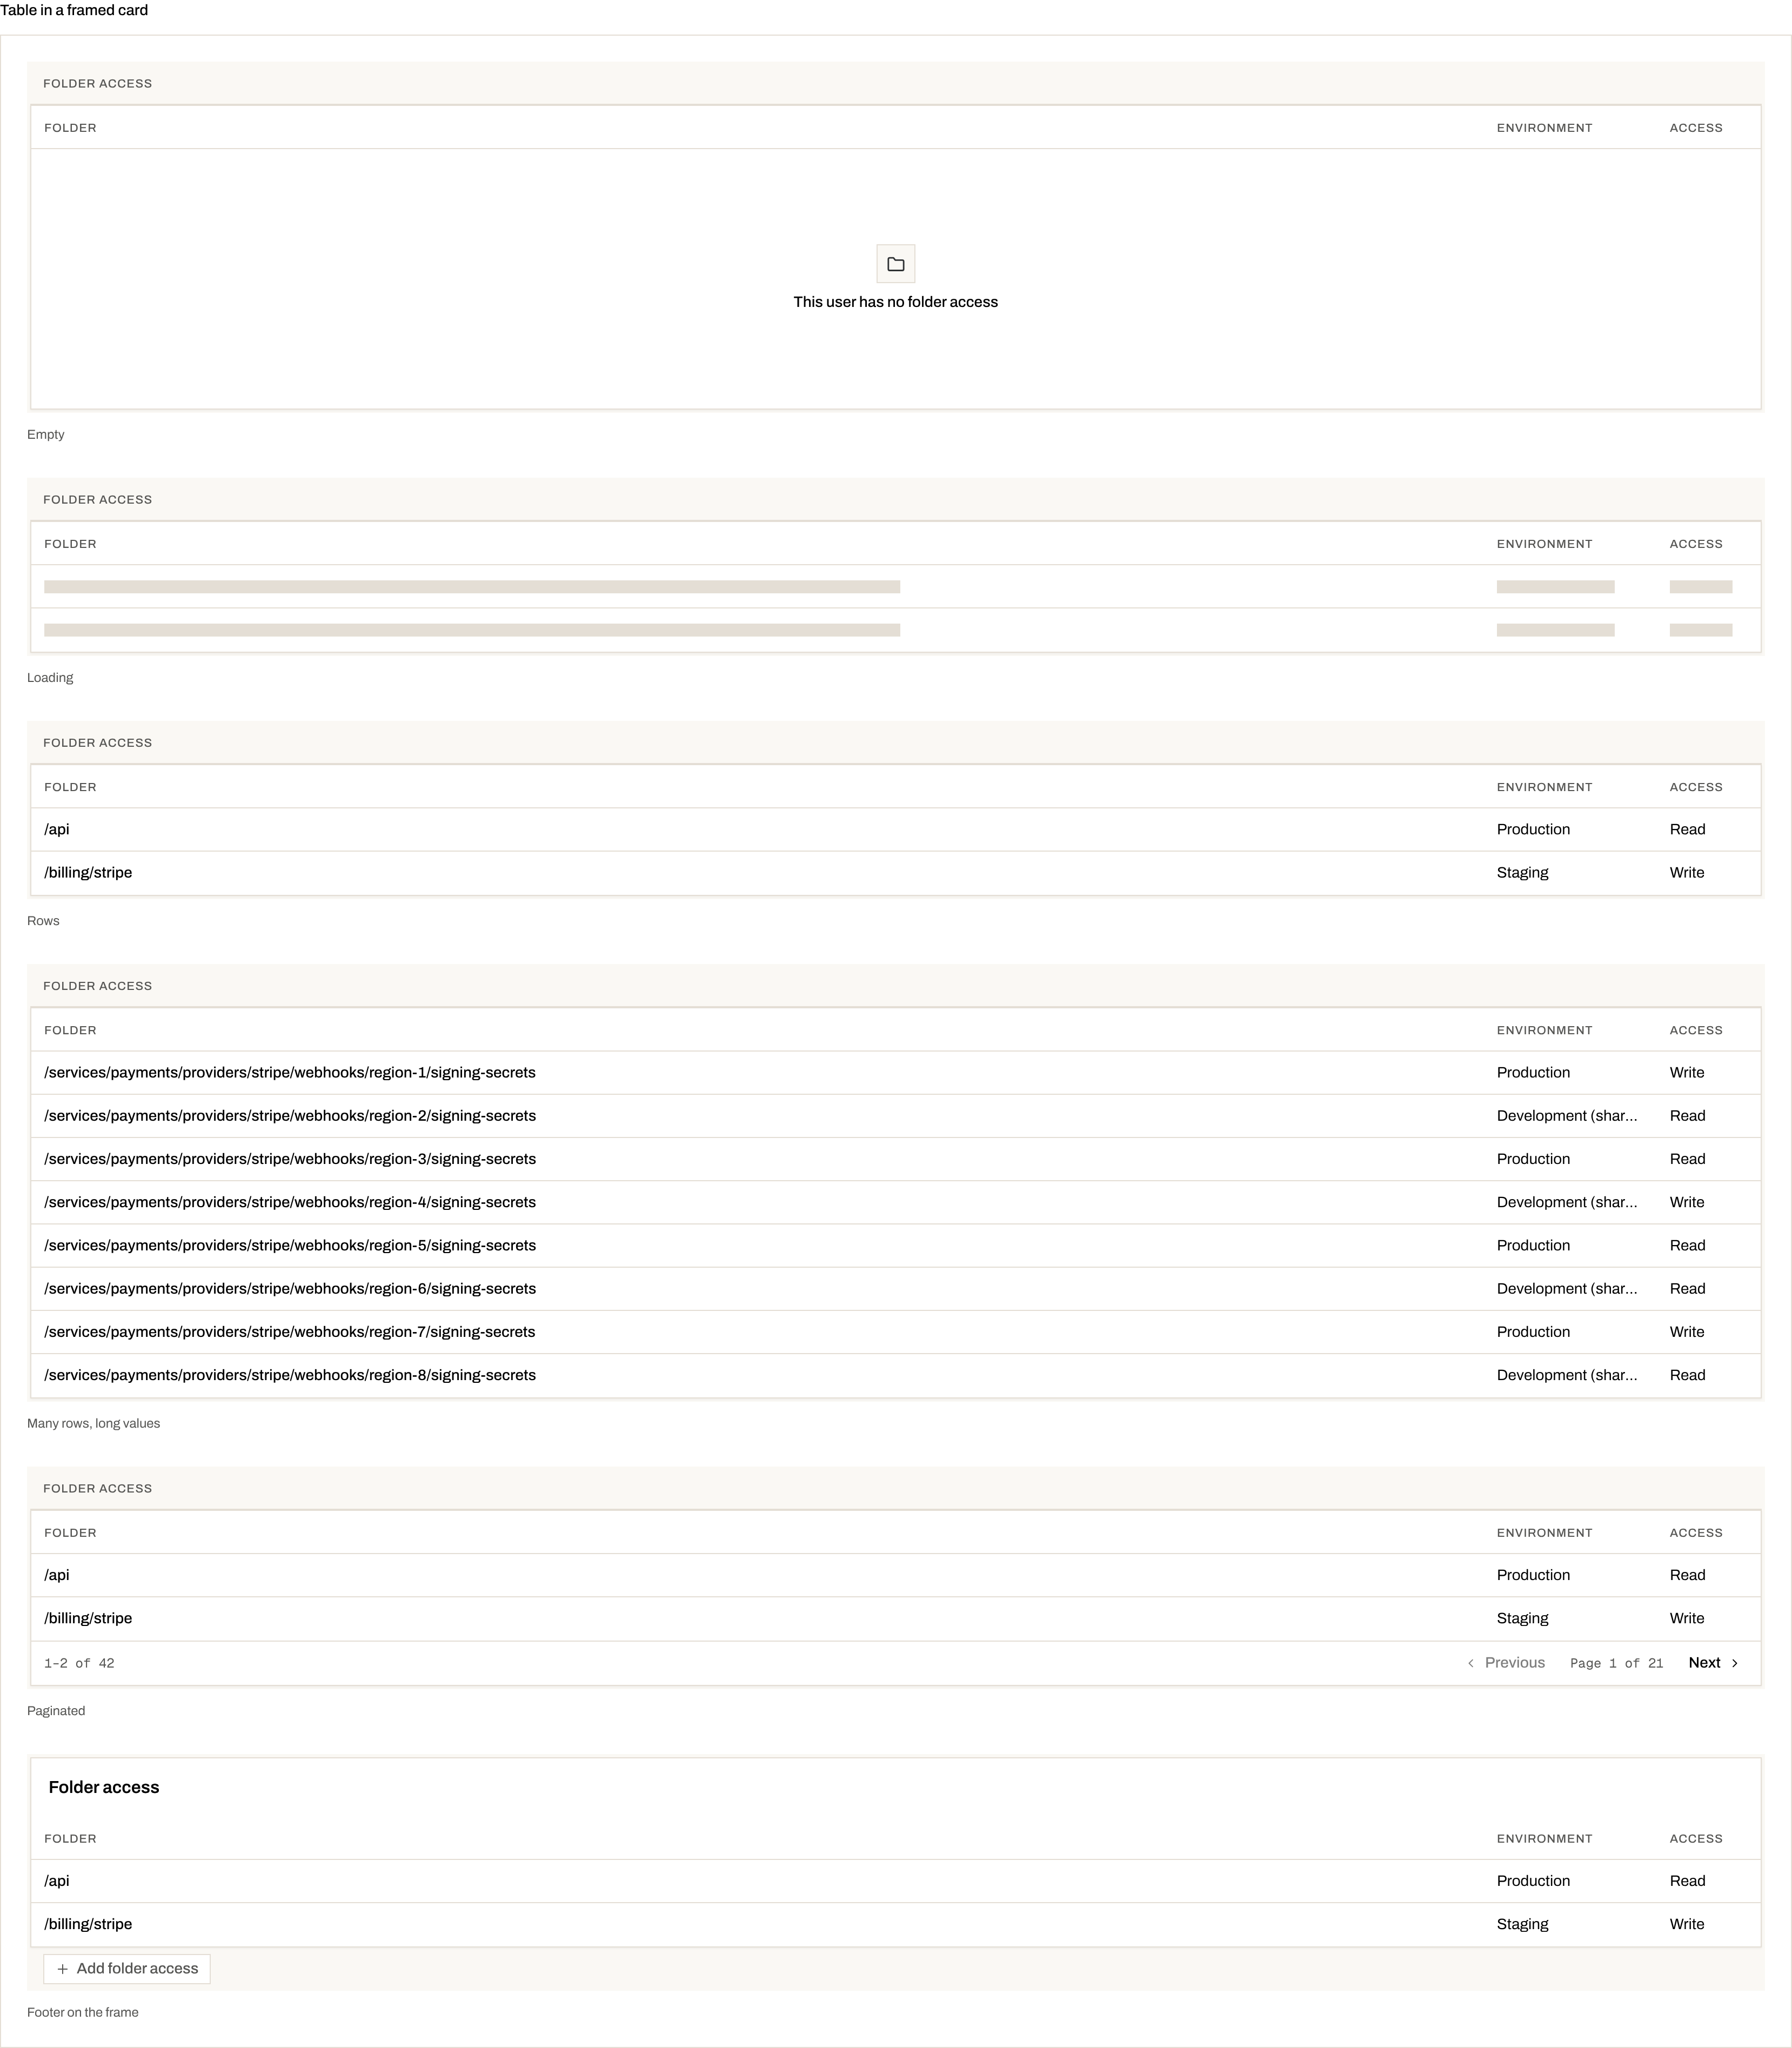 Table in a framed card
FOLDER ACCESS
FOLDER ENVIRONMENT ACCESS
This user has no folder access
Empty
FOLDER ACCESS
FOLDER ENVIRONMENT ACCESS
Loading
FOLDER ACCESS
FOLDER ENVIRONMENT ACCESS
/api Production Read
/billing/stripe Staging Write
Rows
FOLDER ACCESS
FOLDER ENVIRONMENT ACCESS
/services/payments/providers/stripe/webhooks/region-1/signing-secrets Production Write
/services/payments/providers/stripe/webhooks/region-2/signing-secrets Development (shar... Read
/services/payments/providers/stripe/webhooks/region-3/signing-secrets Production Read
/services/payments/providers/stripe/webhooks/region-4/signing-secrets Development (shar... Write
/services/payments/providers/stripe/webhooks/region-5/signing-secrets Production Read
/services/payments/providers/stripe/webhooks/region-6/signing-secrets Development (shar... Read
/services/payments/providers/stripe/webhooks/region-7/signing-secrets Production Write
/services/payments/providers/stripe/webhooks/region-8/signing-secrets Development (shar... Read
Many rows, long values
FOLDER ACCESS
FOLDER ENVIRONMENT ACCESS
/api Production Read
/billing/stripe Staging Write
1–2 of 42 Previous Page 1 of 21 Next
Paginated
Folder access
FOLDER ENVIRONMENT ACCESS
/api Production Read
/billing/stripe Staging Write
Add folder access
Footer on the frame